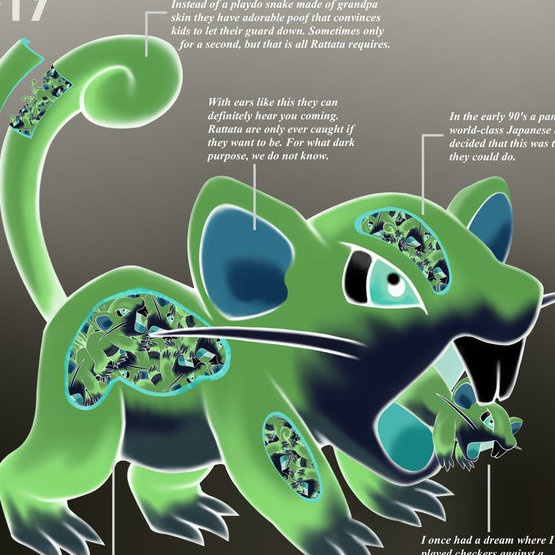 -19
Instead of a playdo snake made of grandpa
skin they have adorable poof that convinces
kids to let their guard down. Sometimes only
for a second, but that is all Rattata requires.
With ears like this they can
definitely hear you coming.
Rattata are only ever caught if
they want to be. For what dark
purpose, we do not know.
In the early 90's a pan
world-class Japanese
decided that this was t
they could do.
I once had a dream where I
played checkers against a